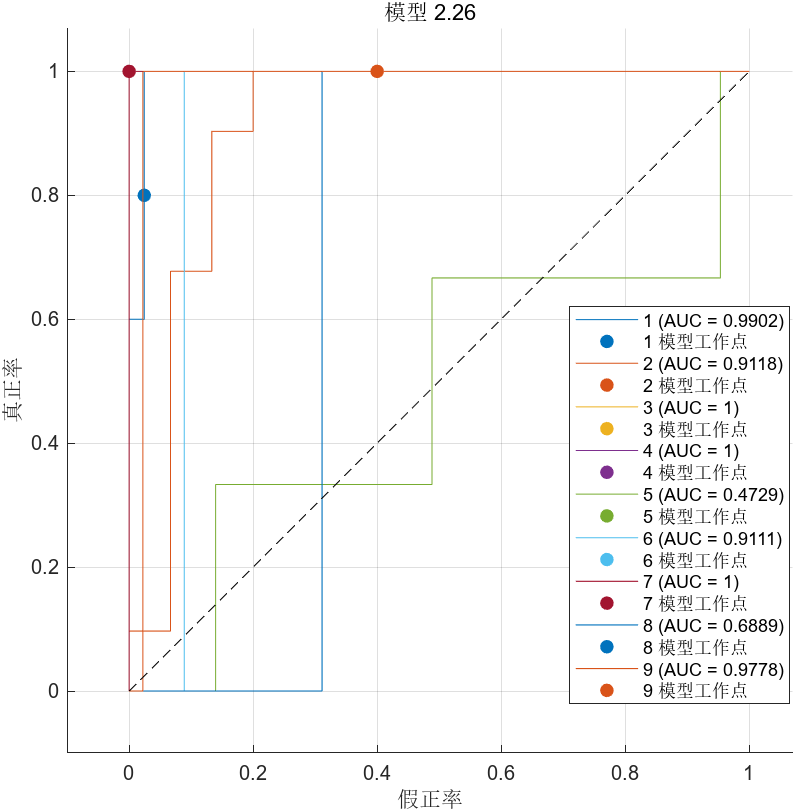 模型 2.26
1
0.8
0.6
0.4
0.2
0
真正率
0
0.2
0.4
0.6
0.8
1
假正率
1 (AUC = 0.9902)
1 模型工作点
2 (AUC = 0.9118)
2 模型工作点
3 (AUC = 1)
3 模型工作点
4 (AUC = 1)
4 模型工作点
5 (AUC = 0.4729)
5 模型工作点
6 (AUC = 0.9111)
6 模型工作点
7 (AUC = 1)
7 模型工作点
8 (AUC = 0.6889)
8 模型工作点
9 (AUC = 0.9778)
9 模型工作点